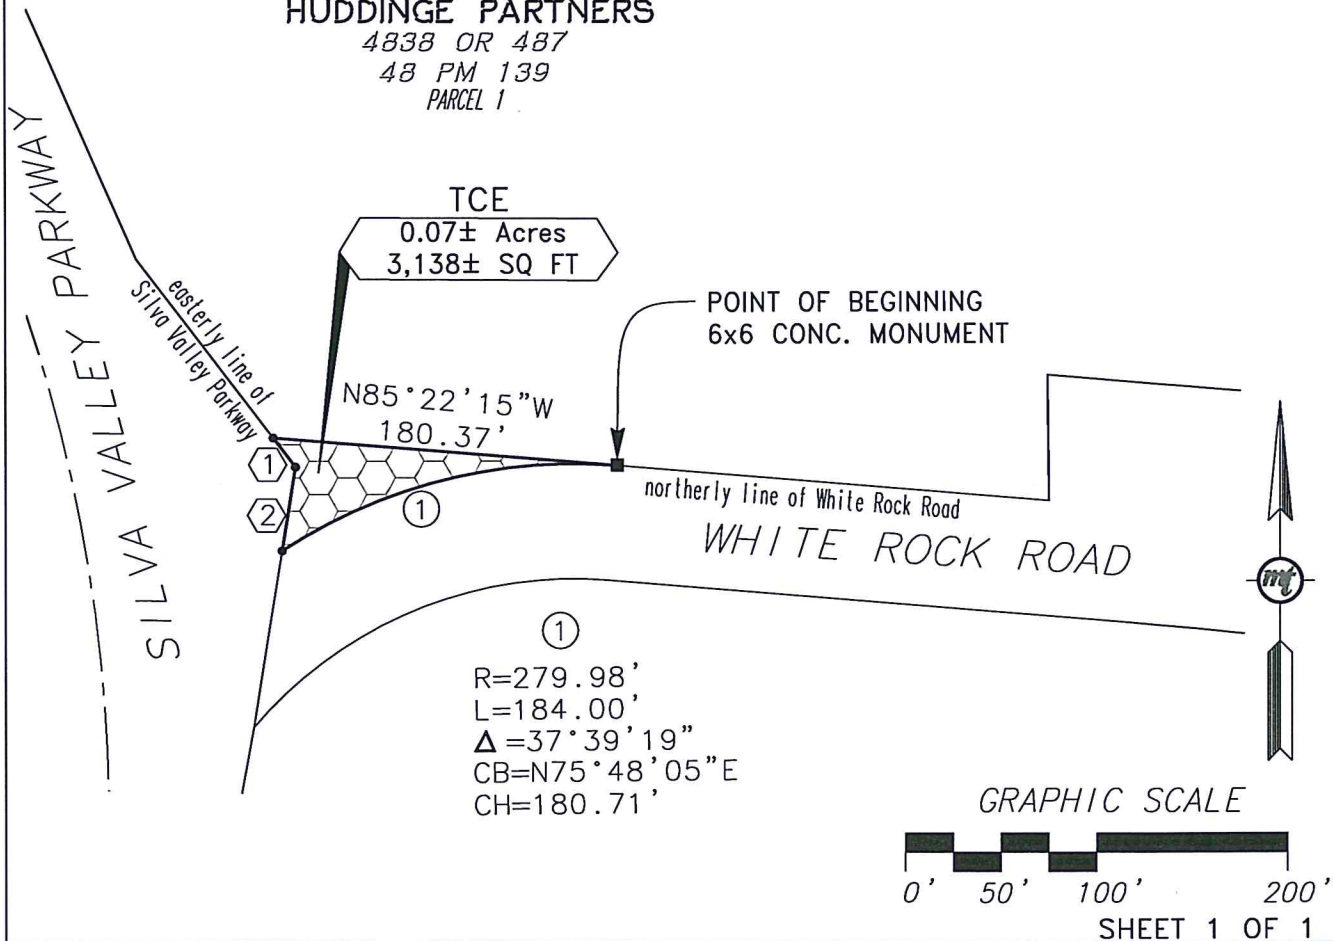 HUDDINGE PARTNERS
4838 OR 487
48 PM 139
PARCEL 1
SILVA VALLEY PARKWAY
easterly line of
Silva Valley Parkway
TCE
0.07± Acres
3,138± SQ FT
POINT OF BEGINNING
6x6 CONC. MONUMENT
N85°22'15"W
180.37'
1
2
1
northerly line of White Rock Road
WHITE ROCK ROAD
1
R=279.98'
L=184.00'
Δ=37°39'19"
CB=N75°48'05"E
CH=180.71'
mt
GRAPHIC SCALE
0' 50' 100' 200'
SHEET 1 OF 1